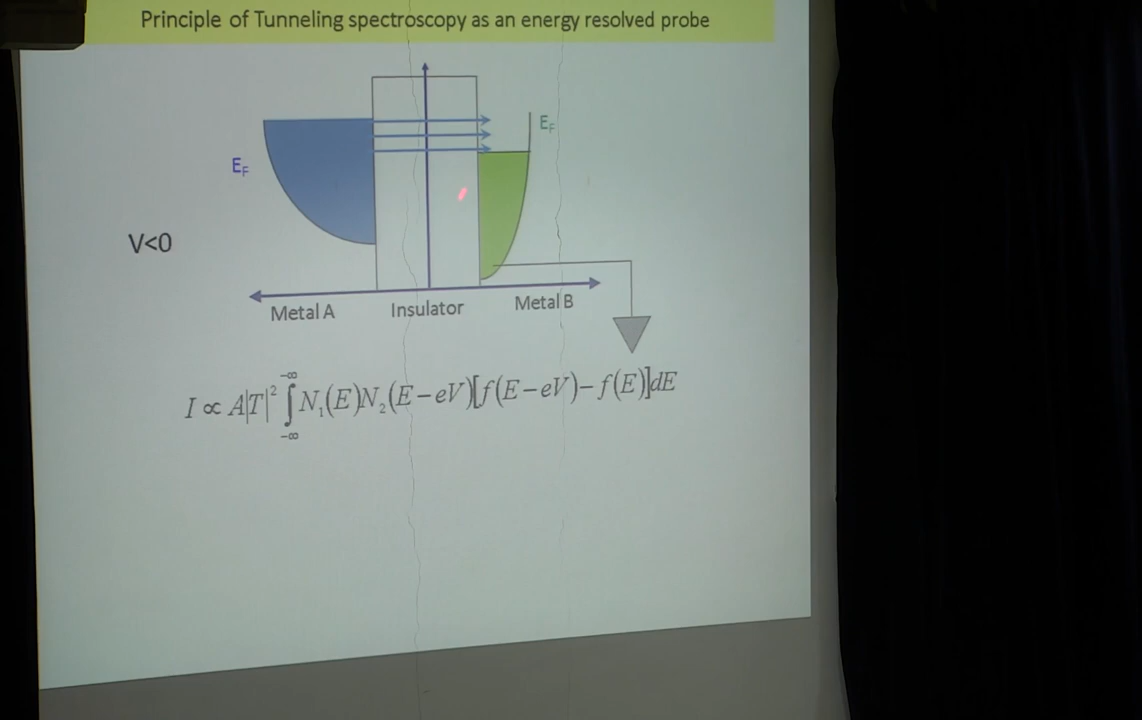 Principle of Tunneling spectroscopy as an energy resolved probe
E_F
E_F
V<0
Metal A Insulator Metal B
I ∝ A|T|² ∫_{-∞}^{-∞} N₁(E)N₂(E−eV)[f(E−eV)−f(E)]dE